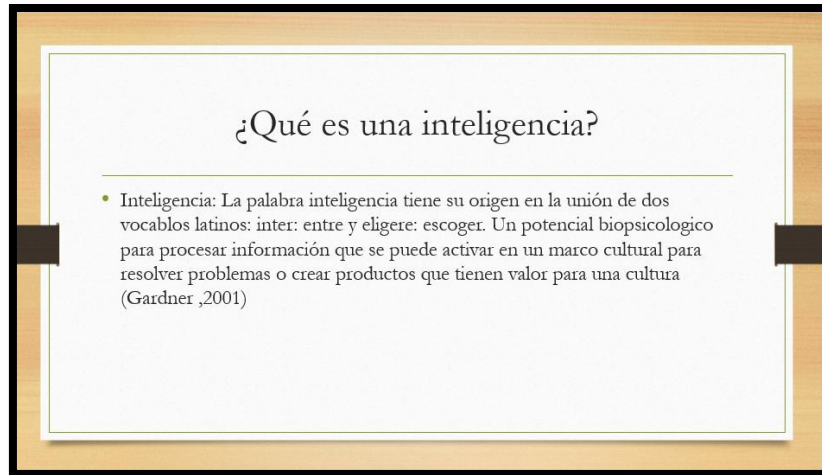 ¿Qué es una inteligencia?
• Inteligencia: La palabra inteligencia tiene su origen en la unión de dos
vocablos latinos: inter: entre y eligere: escoger. Un potencial biopsicologico
para procesar información que se puede activar en un marco cultural para
resolver problemas o crear productos que tienen valor para una cultura
(Gardner ,2001)